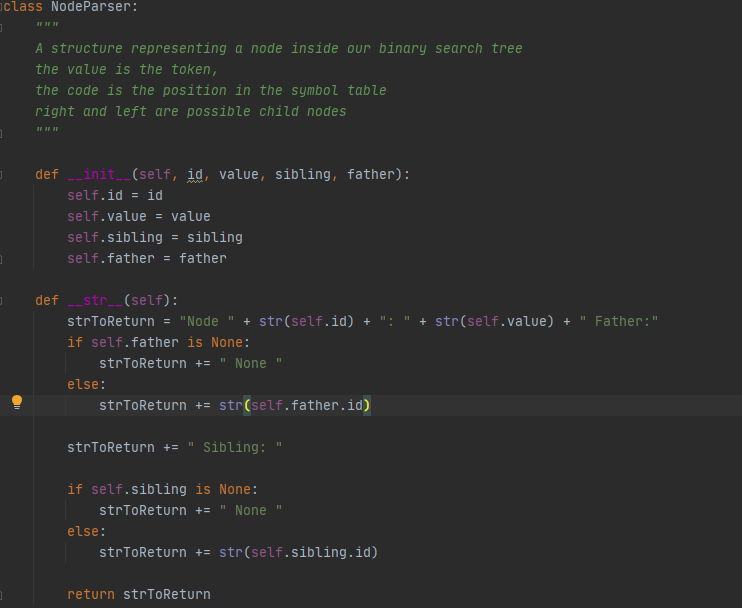 class NodeParser:
    """
    A structure representing a node inside our binary search tree
    the value is the token,
    the code is the position in the symbol table
    right and left are possible child nodes
    """

    def __init__(self, id, value, sibling, father):
        self.id = id
        self.value = value
        self.sibling = sibling
        self.father = father

    def __str__(self):
        strToReturn = "Node " + str(self.id) + ": " + str(self.value) + " Father:"
        if self.father is None:
            strToReturn += " None "
        else:
            strToReturn += str(self.father.id)

        strToReturn += " Sibling: "

        if self.sibling is None:
            strToReturn += " None "
        else:
            strToReturn += str(self.sibling.id)

        return strToReturn